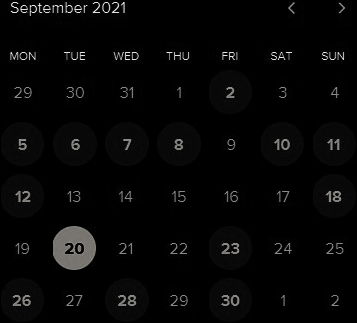 September 2021 < >
MON TUE WED THU FRI SAT SUN
29 30 31 1 2 3 4
5 6 7 8 9 10 11
12 13 14 15 16 17 18
19 20 21 22 23 24 25
26 27 28 29 30 1 2